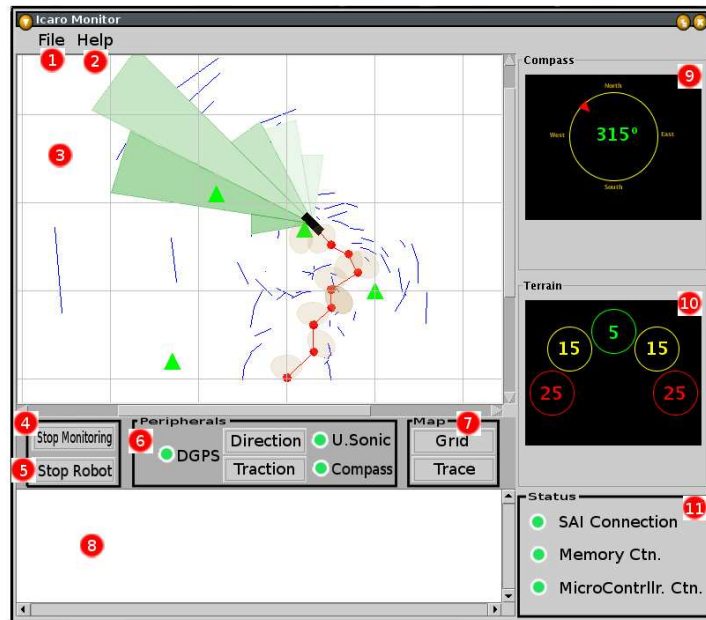 Icaro Monitor
File Help
1 2
3
4 Stop Monitoring
5 Stop Robot
Peripherals
6 DGPS
Direction
Traction
U.Sonic
Compass
Map
7
Grid
Trace
8
Compass
9
North
West 315° East
South
Terrain
10
5
15 15
25 25
Status
11
SAI Connection
Memory Ctn.
MicroContrllr. Ctn.